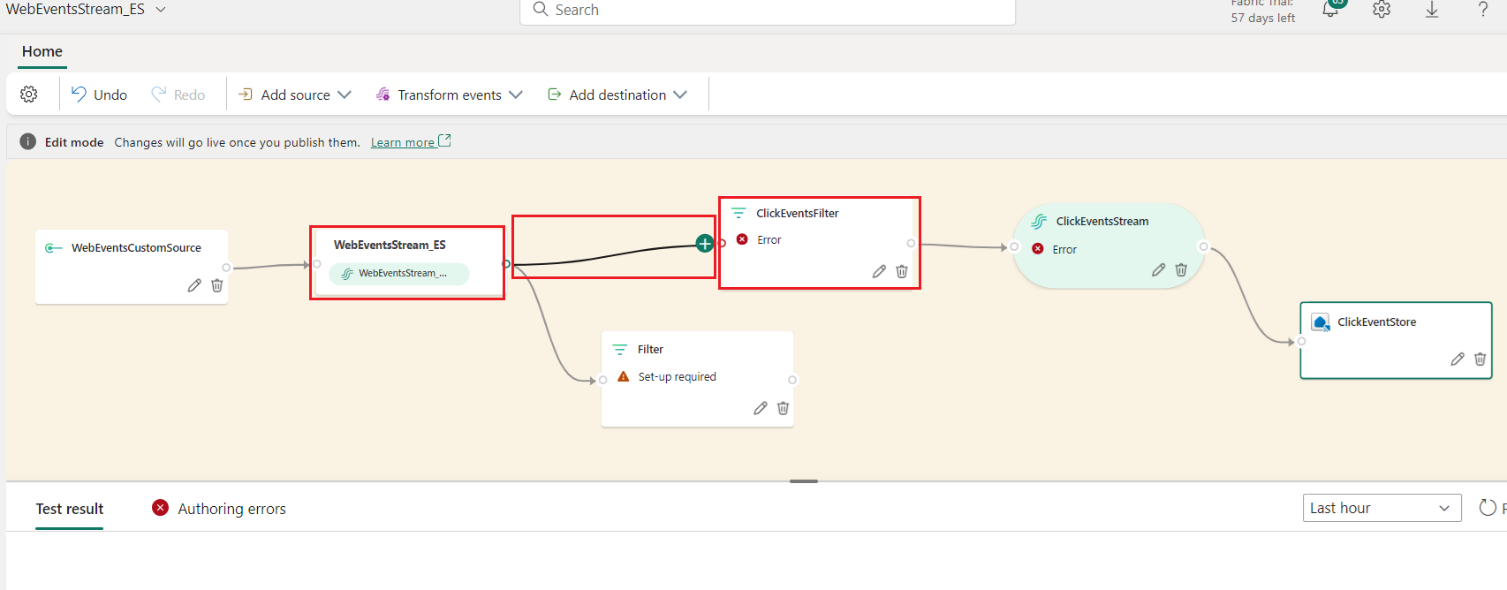 WebEventsStream_ES
Search
Fabric Trial:
57 days left
Home
Undo
Redo
Add source
Transform events
Add destination
Edit mode Changes will go live once you publish them. Learn more
WebEventsCustomSource
WebEventsStream_ES
WebEventsStream_...
ClickEventsFilter
Error
ClickEventsStream
Error
ClickEventStore
Filter
Set-up required
Test result
Authoring errors
Last hour